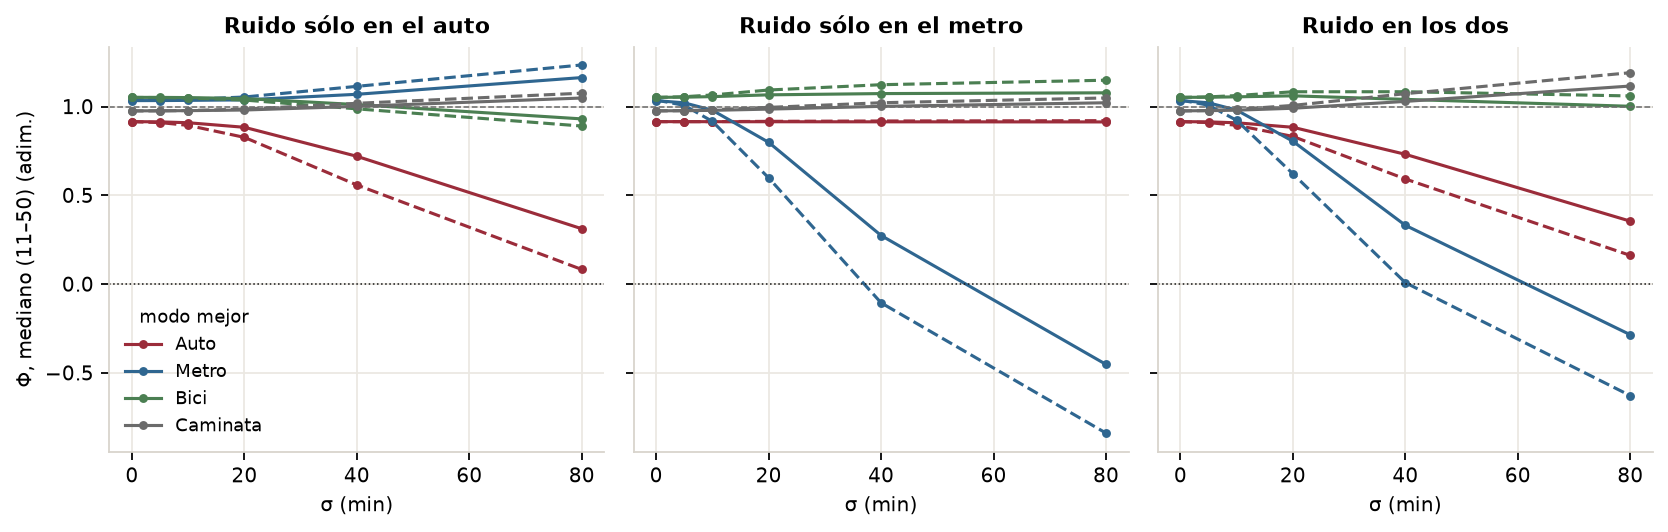 Ruido sólo en el auto
Ruido sólo en el metro
Ruido en los dos
Φ, mediano (11–50) (adim.)
1.0
0.5
0.0
−0.5
modo mejor
Auto
Metro
Bici
Caminata
0 20 40 60 80
0 20 40 60 80
0 20 40 60 80
σ (min)
σ (min)
σ (min)